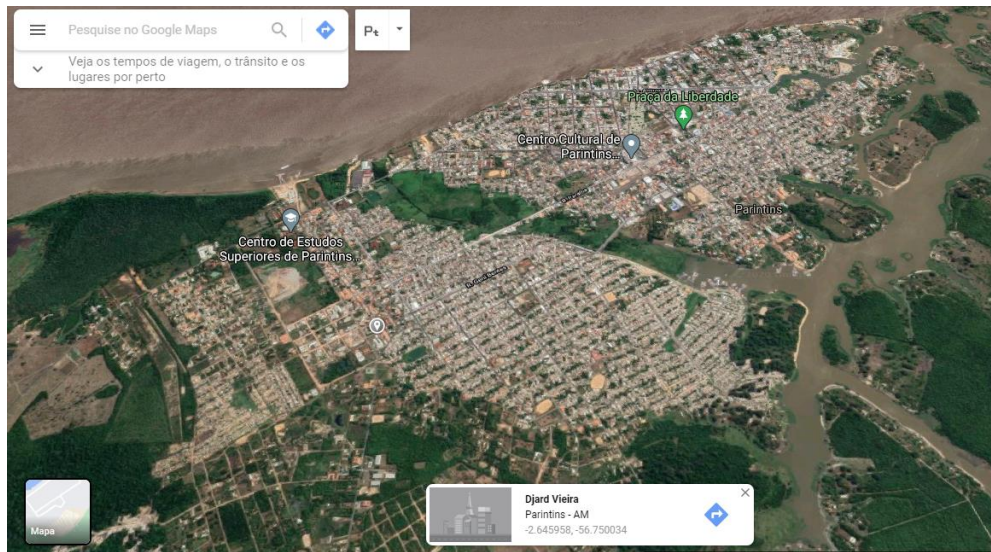 Pesquise no Google Maps
Veja os tempos de viagem, o trânsito e os
lugares por perto
Praça da Liberdade
Centro Cultural de
Parintins...
Parintins
Centro de Estudos
Superiores de Parintins...
Mapa
Djard Vieira
Parintins - AM
-2.645958, -56.750034